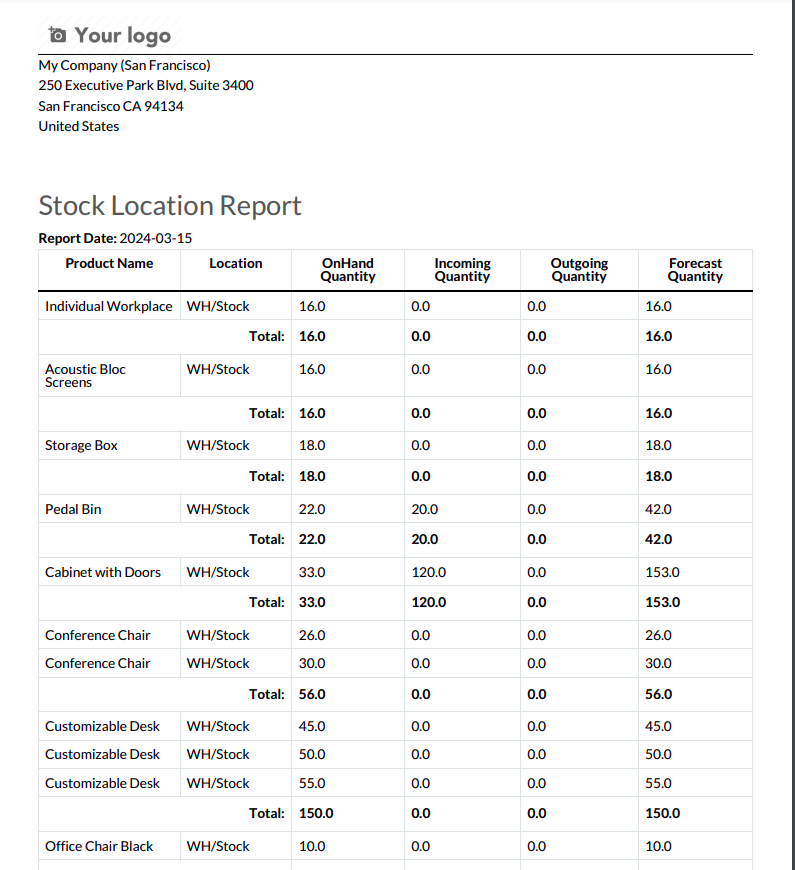 Your logo
My Company (San Francisco)
250 Executive Park Blvd, Suite 3400
San Francisco CA 94134
United States
Stock Location Report
Report Date: 2024-03-15
Product Name Location OnHand Quantity Incoming Quantity Outgoing Quantity Forecast Quantity
Individual Workplace WH/Stock 16.0 0.0 0.0 16.0
Total: 16.0 0.0 0.0 16.0
Acoustic Bloc Screens WH/Stock 16.0 0.0 0.0 16.0
Total: 16.0 0.0 0.0 16.0
Storage Box WH/Stock 18.0 0.0 0.0 18.0
Total: 18.0 0.0 0.0 18.0
Pedal Bin WH/Stock 22.0 20.0 0.0 42.0
Total: 22.0 20.0 0.0 42.0
Cabinet with Doors WH/Stock 33.0 120.0 0.0 153.0
Total: 33.0 120.0 0.0 153.0
Conference Chair WH/Stock 26.0 0.0 0.0 26.0
Conference Chair WH/Stock 30.0 0.0 0.0 30.0
Total: 56.0 0.0 0.0 56.0
Customizable Desk WH/Stock 45.0 0.0 0.0 45.0
Customizable Desk WH/Stock 50.0 0.0 0.0 50.0
Customizable Desk WH/Stock 55.0 0.0 0.0 55.0
Total: 150.0 0.0 0.0 150.0
Office Chair Black WH/Stock 10.0 0.0 0.0 10.0